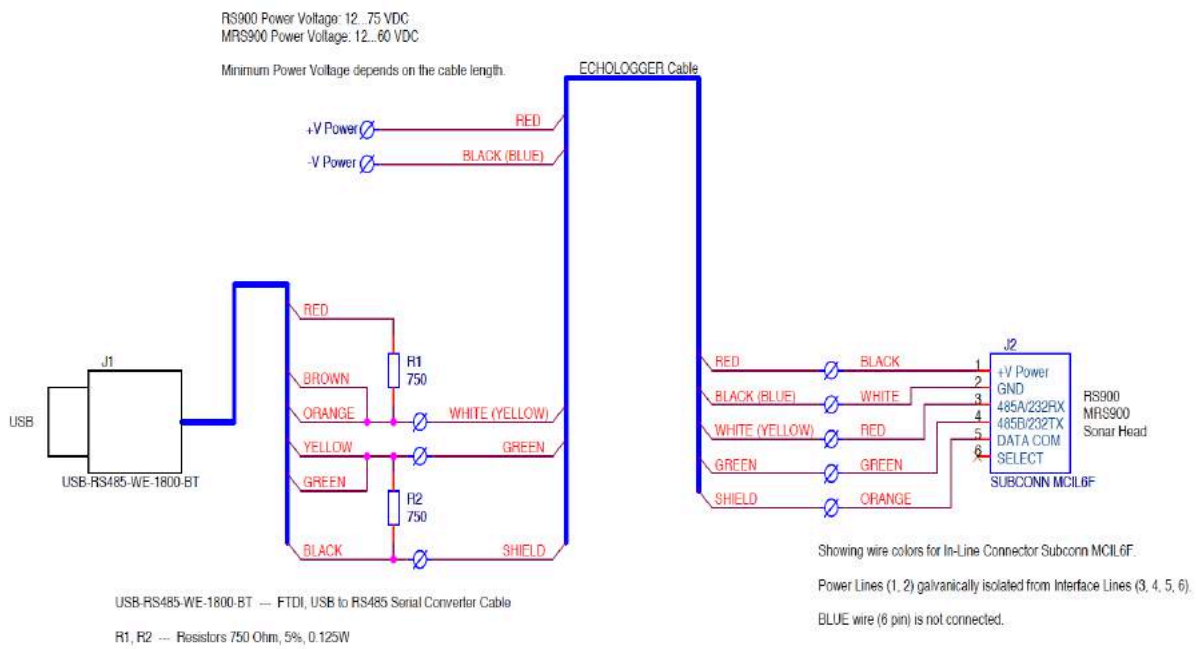 RS900 Power Voltage: 12...75 VDC
MRS900 Power Voltage: 12...60 VDC
Minimum Power Voltage depends on the cable length.
ECHOLOGGER Cable
+V Power
RED
-V Power
BLACK (BLUE)
RED
J1
R1
750
BROWN
ORANGE
WHITE (YELLOW)
USB
YELLOW
GREEN
GREEN
USB-RS485-WE-1800-BT
R2
750
BLACK
SHIELD
J2
RED
BLACK
1
+V Power
BLACK (BLUE)
WHITE
2
GND
WHITE (YELLOW)
RED
3
485A/232RX
GREEN
GREEN
4
485B/232TX
SHIELD
ORANGE
5
DATA COM
6
SELECT
RS900
MRS900
Sonar Head
SUBCONN MCIL6F
Showing wire colors for In-Line Connector Subconn MCIL6F.
Power Lines (1, 2) galvanically isolated from Interface Lines (3, 4, 5, 6).
BLUE wire (6 pin) is not connected.
USB-RS485-WE-1800-BT --- FTDI, USB to RS485 Serial Converter Cable
R1, R2 --- Resistors 750 Ohm, 5%, 0.125W